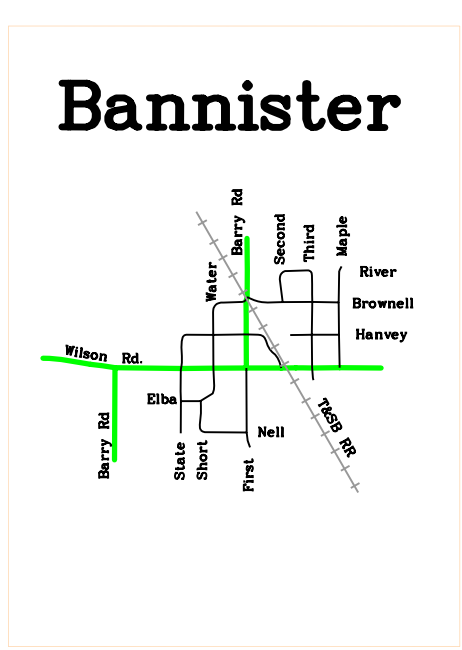 Bannister
Barry Rd
Second
Third
Maple
Water
River
Brownell
Hanvey
Wilson Rd.
Elba
T&SB RR
Barry Rd
State
Short
Nell
First